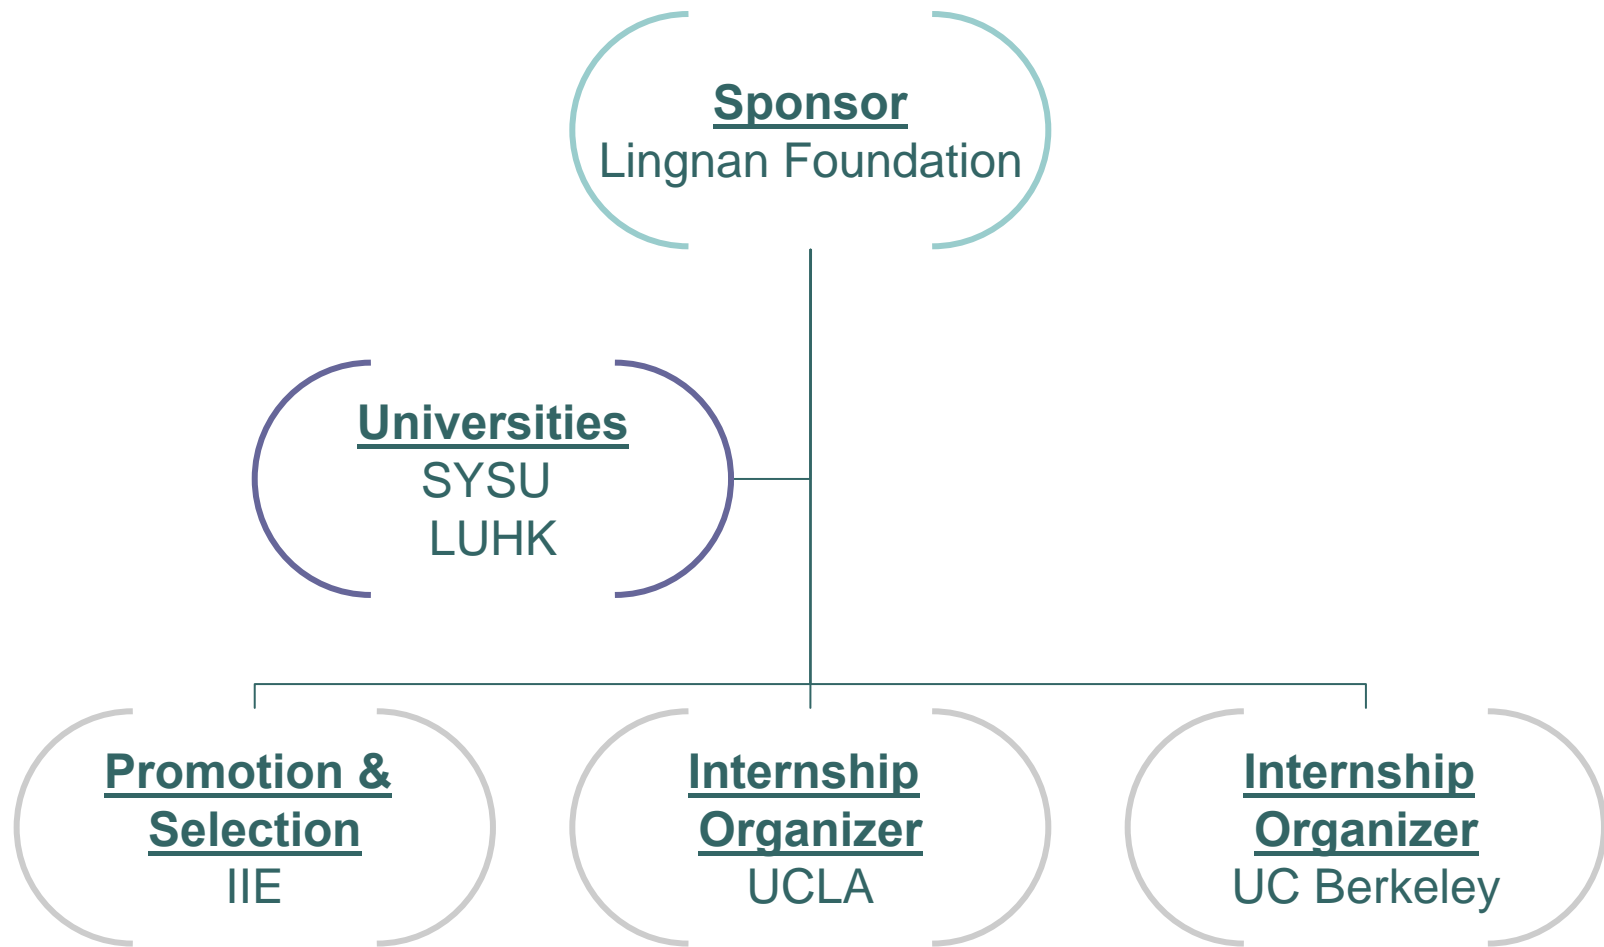 Sponsor
Lingnan Foundation
Universities
SYSU
LUHK
Promotion &
Selection
IIE
Internship
Organizer
UCLA
Internship
Organizer
UC Berkeley